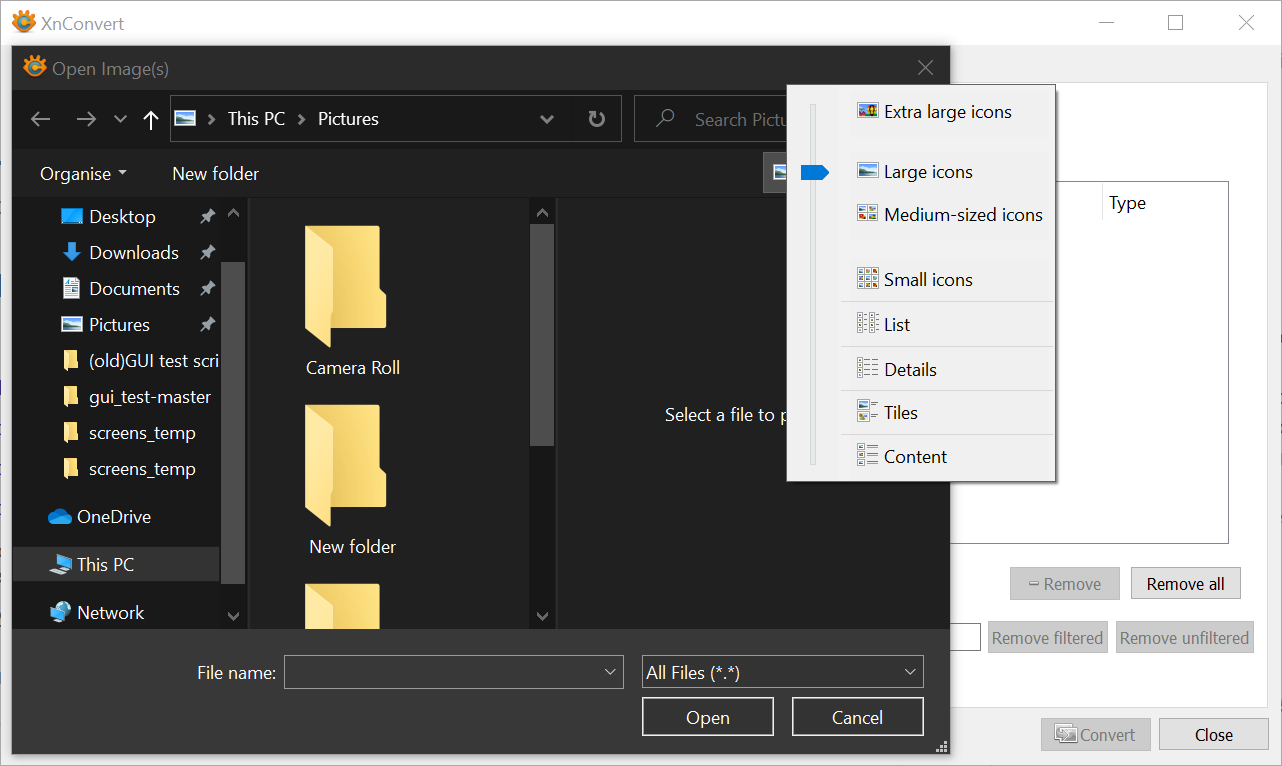 XnConvert
Open Image(s)
This PC
Pictures
Organise
New folder
Desktop
Downloads
Documents
Pictures
(old)GUI test scri
gui_test-master
screens_temp
screens_temp
OneDrive
This PC
Network
Camera Roll
New folder
Select a file to p
Search Pictu
Extra large icons
Large icons
Medium-sized icons
Small icons
List
Details
Tiles
Content
Type
Remove
Remove all
Remove filtered
Remove unfiltered
File name:
All Files (*.*)
Open
Cancel
Convert
Close